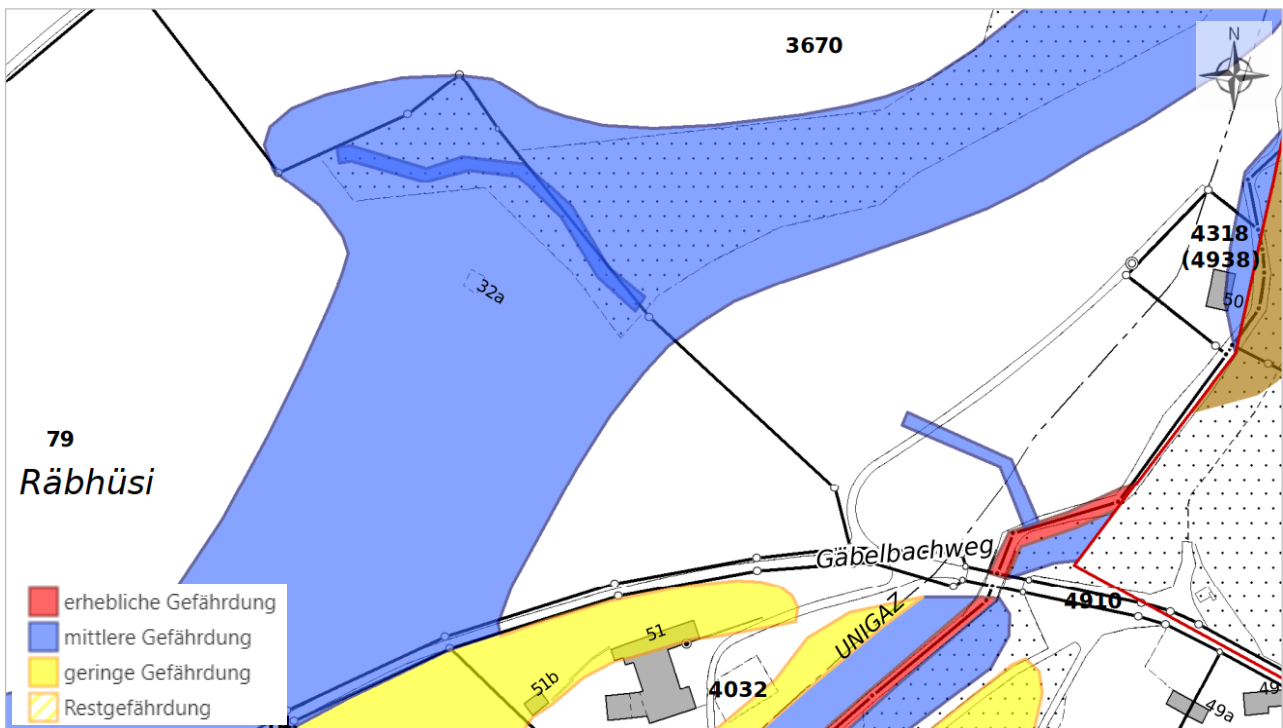 3670
N
4318
(4938)
50
32a
79
Räbhüsi
Gäbelbachweg
4910
UNIGAZ
51
51b
4032
49
49a
erhebliche Gefährdung
mittlere Gefährdung
geringe Gefährdung
Restgefährdung